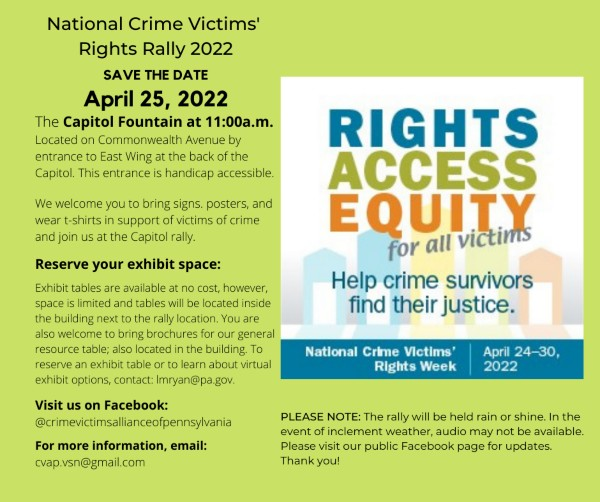 National Crime Victims'
Rights Rally 2022
SAVE THE DATE
April 25, 2022
The Capitol Fountain at 11:00a.m.
Located on Commonwealth Avenue by
entrance to East Wing at the back of the
Capitol. This entrance is handicap accessible.
We welcome you to bring signs. posters, and
wear t-shirts in support of victims of crime
and join us at the Capitol rally.
Reserve your exhibit space:
Exhibit tables are available at no cost, however,
space is limited and tables will be located inside
the building next to the rally location. You are
also welcome to bring brochures for our general
resource table; also located in the building. To
reserve an exhibit table or to learn about virtual
exhibit options, contact: lmryan@pa.gov.
Visit us on Facebook:
@crimevictimsallianceofpennsylvania
For more information, email:
cvap.vsn@gmail.com
RIGHTS
ACCESS
EQUITY
for all victims
Help crime survivors
find their justice.
National Crime Victims'
Rights Week
April 24–30,
2022
PLEASE NOTE: The rally will be held rain or shine. In the
event of inclement weather, audio may not be available.
Please visit our public Facebook page for updates.
Thank you!